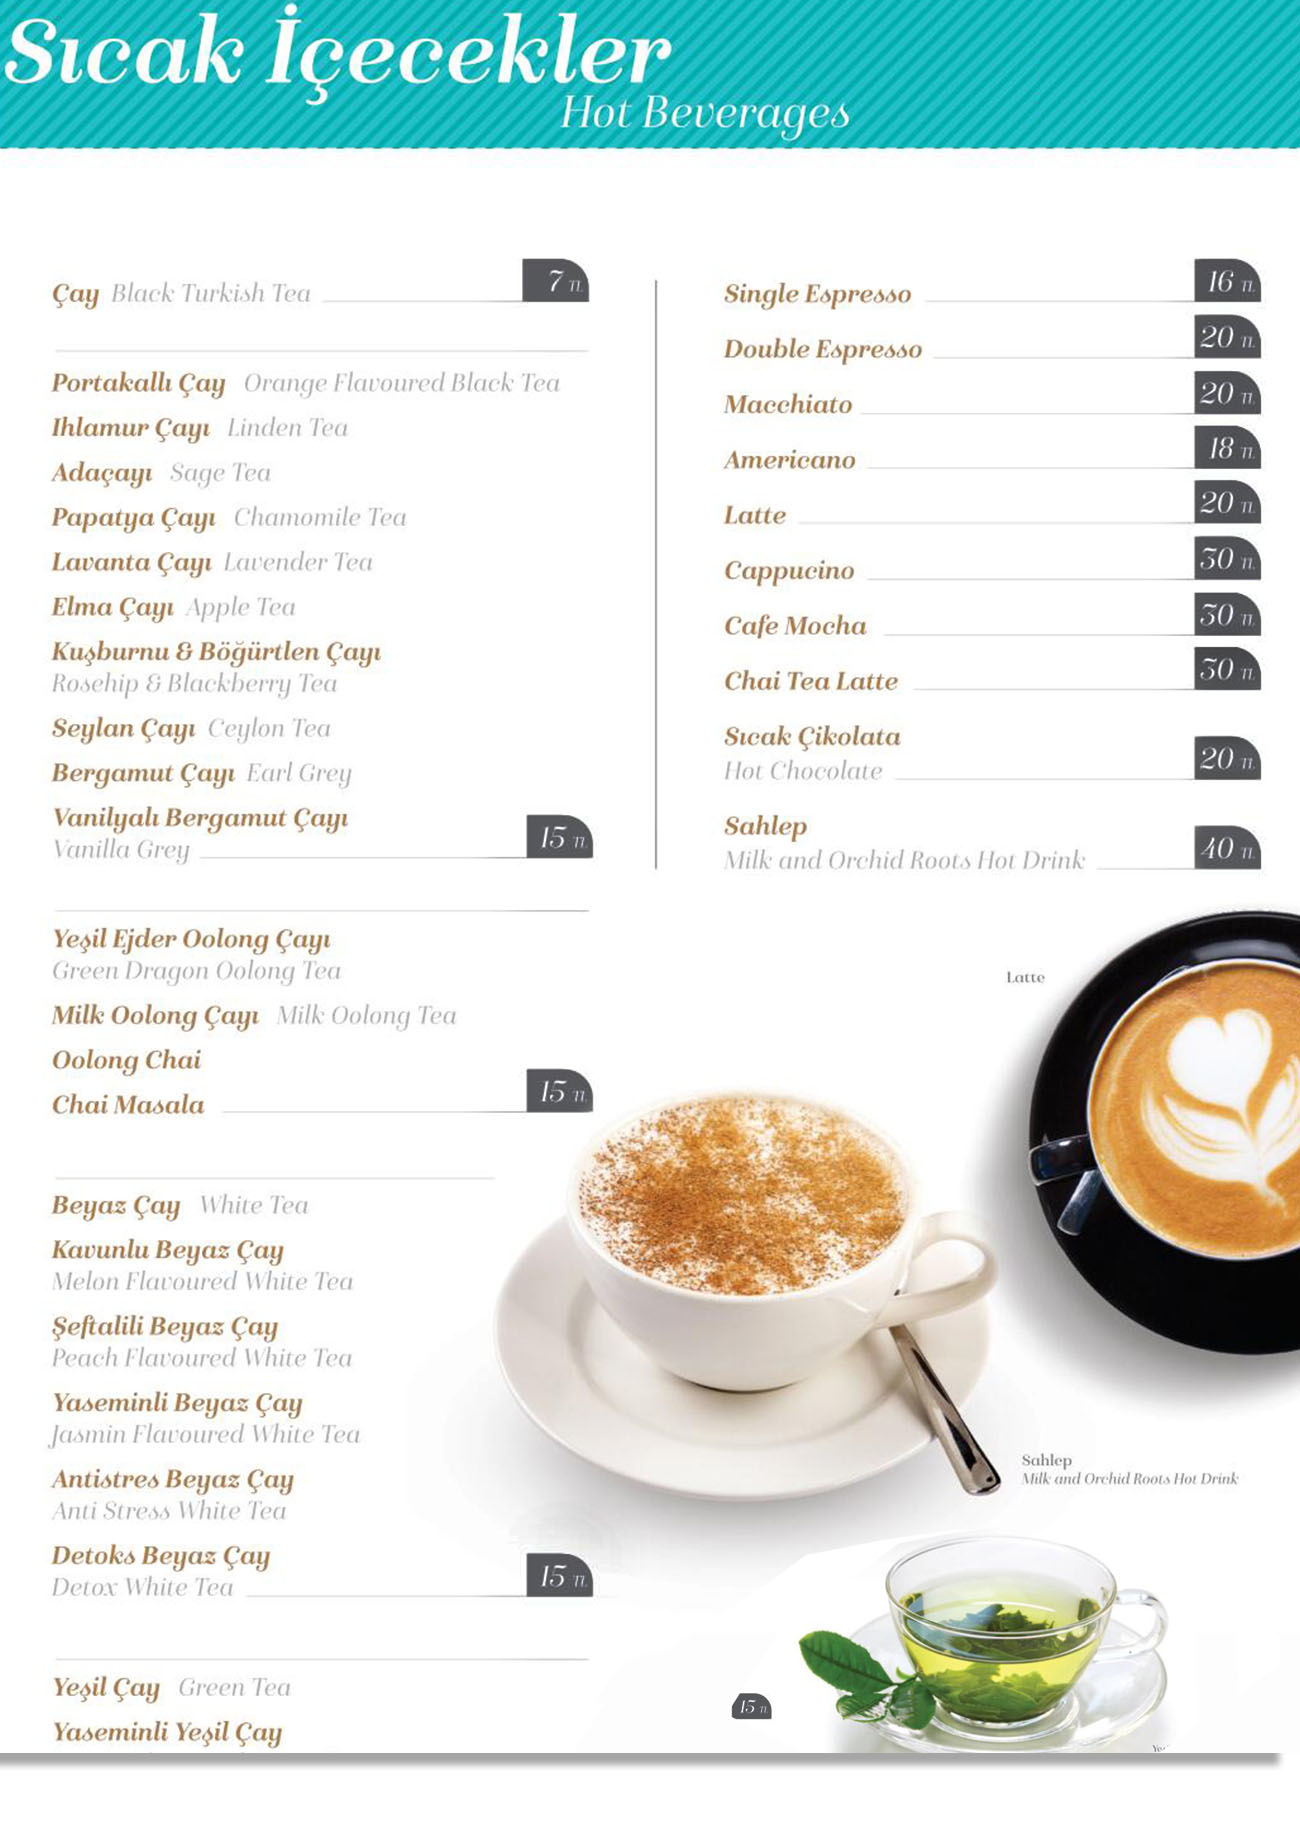 Sıcak İçecekler
Hot Beverages
Çay Black Turkish Tea 7 TL
Portakallı Çay Orange Flavoured Black Tea
Ihlamur Çayı Linden Tea
Adaçayı Sage Tea
Papatya Çayı Chamomile Tea
Lavanta Çayı Lavender Tea
Elma Çayı Apple Tea
Kuşburnu & Böğürtlen Çayı
Rosehip & Blackberry Tea
Seylan Çayı Ceylon Tea
Bergamut Çayı Earl Grey
Vanilyalı Bergamut Çayı
Vanilla Grey 15 TL
Yeşil Ejder Oolong Çayı
Green Dragon Oolong Tea
Milk Oolong Çayı Milk Oolong Tea
Oolong Chai
Chai Masala 15 TL
Beyaz Çay White Tea
Kavunlu Beyaz Çay
Melon Flavoured White Tea
Şeftalili Beyaz Çay
Peach Flavoured White Tea
Yaseminli Beyaz Çay
Jasmin Flavoured White Tea
Antistres Beyaz Çay
Anti Stress White Tea
Detoks Beyaz Çay
Detox White Tea 15 TL
Yeşil Çay Green Tea
Yaseminli Yeşil Çay
Single Espresso 16 TL
Double Espresso 20 TL
Macchiato 20 TL
Americano 18 TL
Latte 20 TL
Cappucino 30 TL
Cafe Mocha 30 TL
Chai Tea Latte 30 TL
Sıcak Çikolata
Hot Chocolate 20 TL
Sahlep
Milk and Orchid Roots Hot Drink 40 TL
Latte
Sahlep
Milk and Orchid Roots Hot Drink
15 TL